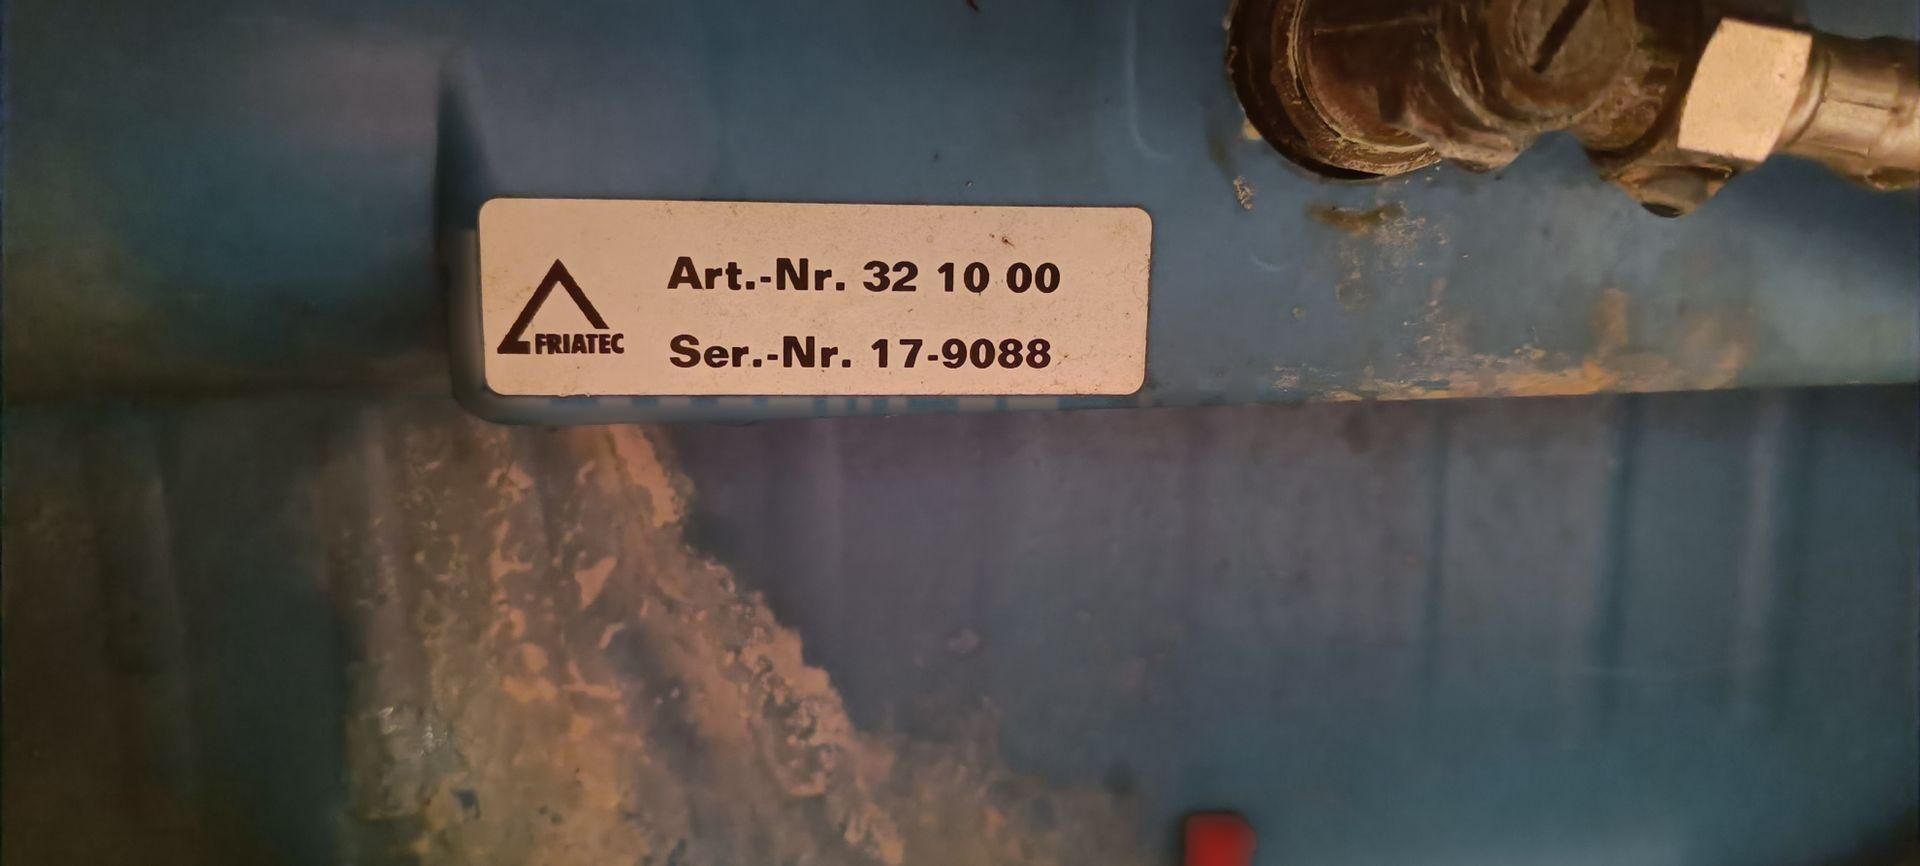 Art.-Nr. 32 10 00
FRIATEC
Ser.-Nr. 17-9088